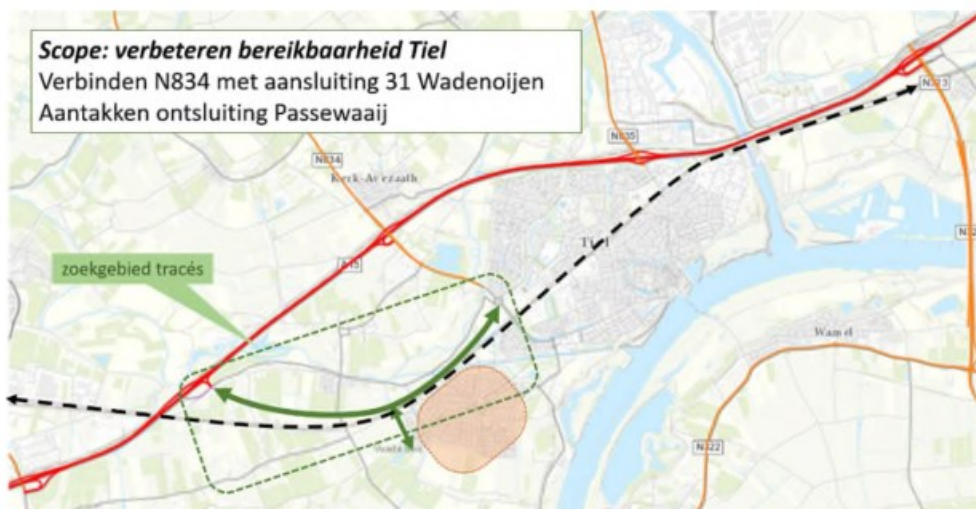 Scope: verbeteren bereikbaarheid Tiel
Verbinden N834 met aansluiting 31 Wadenoijen
Aantakken ontsluiting Passewaaij
N323
N835
N834
Kerk-Avezaath
Tiel
zoekgebied tracés
A15
Wamel
N322